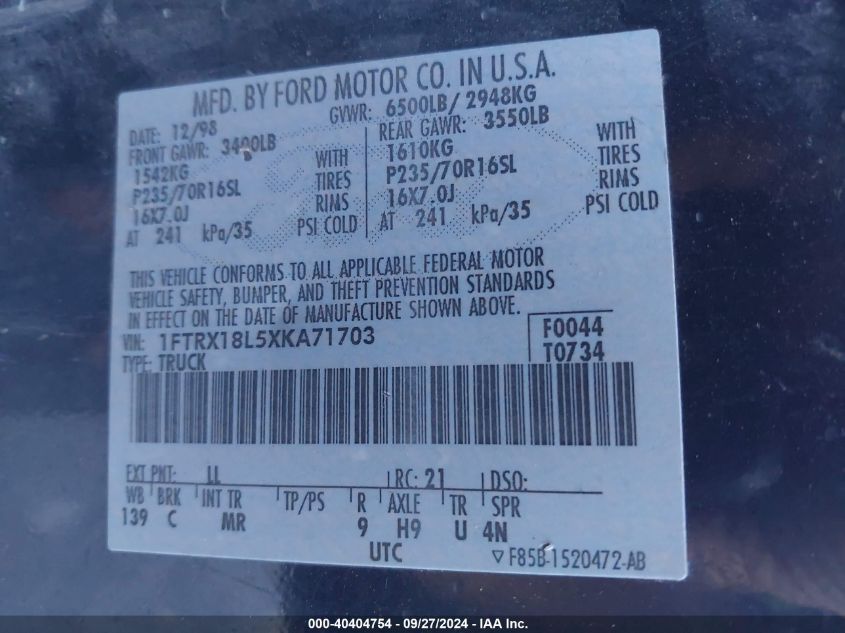 MFD. BY FORD MOTOR CO. IN U.S.A.
DATE: 12/98 GVWR: 6500LB/ 2948KG
FRONT GAWR: 3400LB REAR GAWR: 3550LB
1542KG WITH 1610KG WITH
P235/70R16SL TIRES P235/70R16SL TIRES
16X7.0J RIMS 16X7.0J RIMS
AT 241 kPa/35 PSI COLD AT 241 kPa/35 PSI COLD
THIS VEHICLE CONFORMS TO ALL APPLICABLE FEDERAL MOTOR
VEHICLE SAFETY, BUMPER, AND THEFT PREVENTION STANDARDS
IN EFFECT ON THE DATE OF MANUFACTURE SHOWN ABOVE.
VIN: 1FTRX18L5XKA71703 F0044
TYPE: TRUCK T0734
EXT PNT: LL RC: 21 DSO:
WB BRK INT TR TP/PS R AXLE TR SPR
139 C MR 9 H9 U 4N
UTC ▽ F85B-1520472-AB
000-40404754 / 09/27/2024 - IAA Inc.